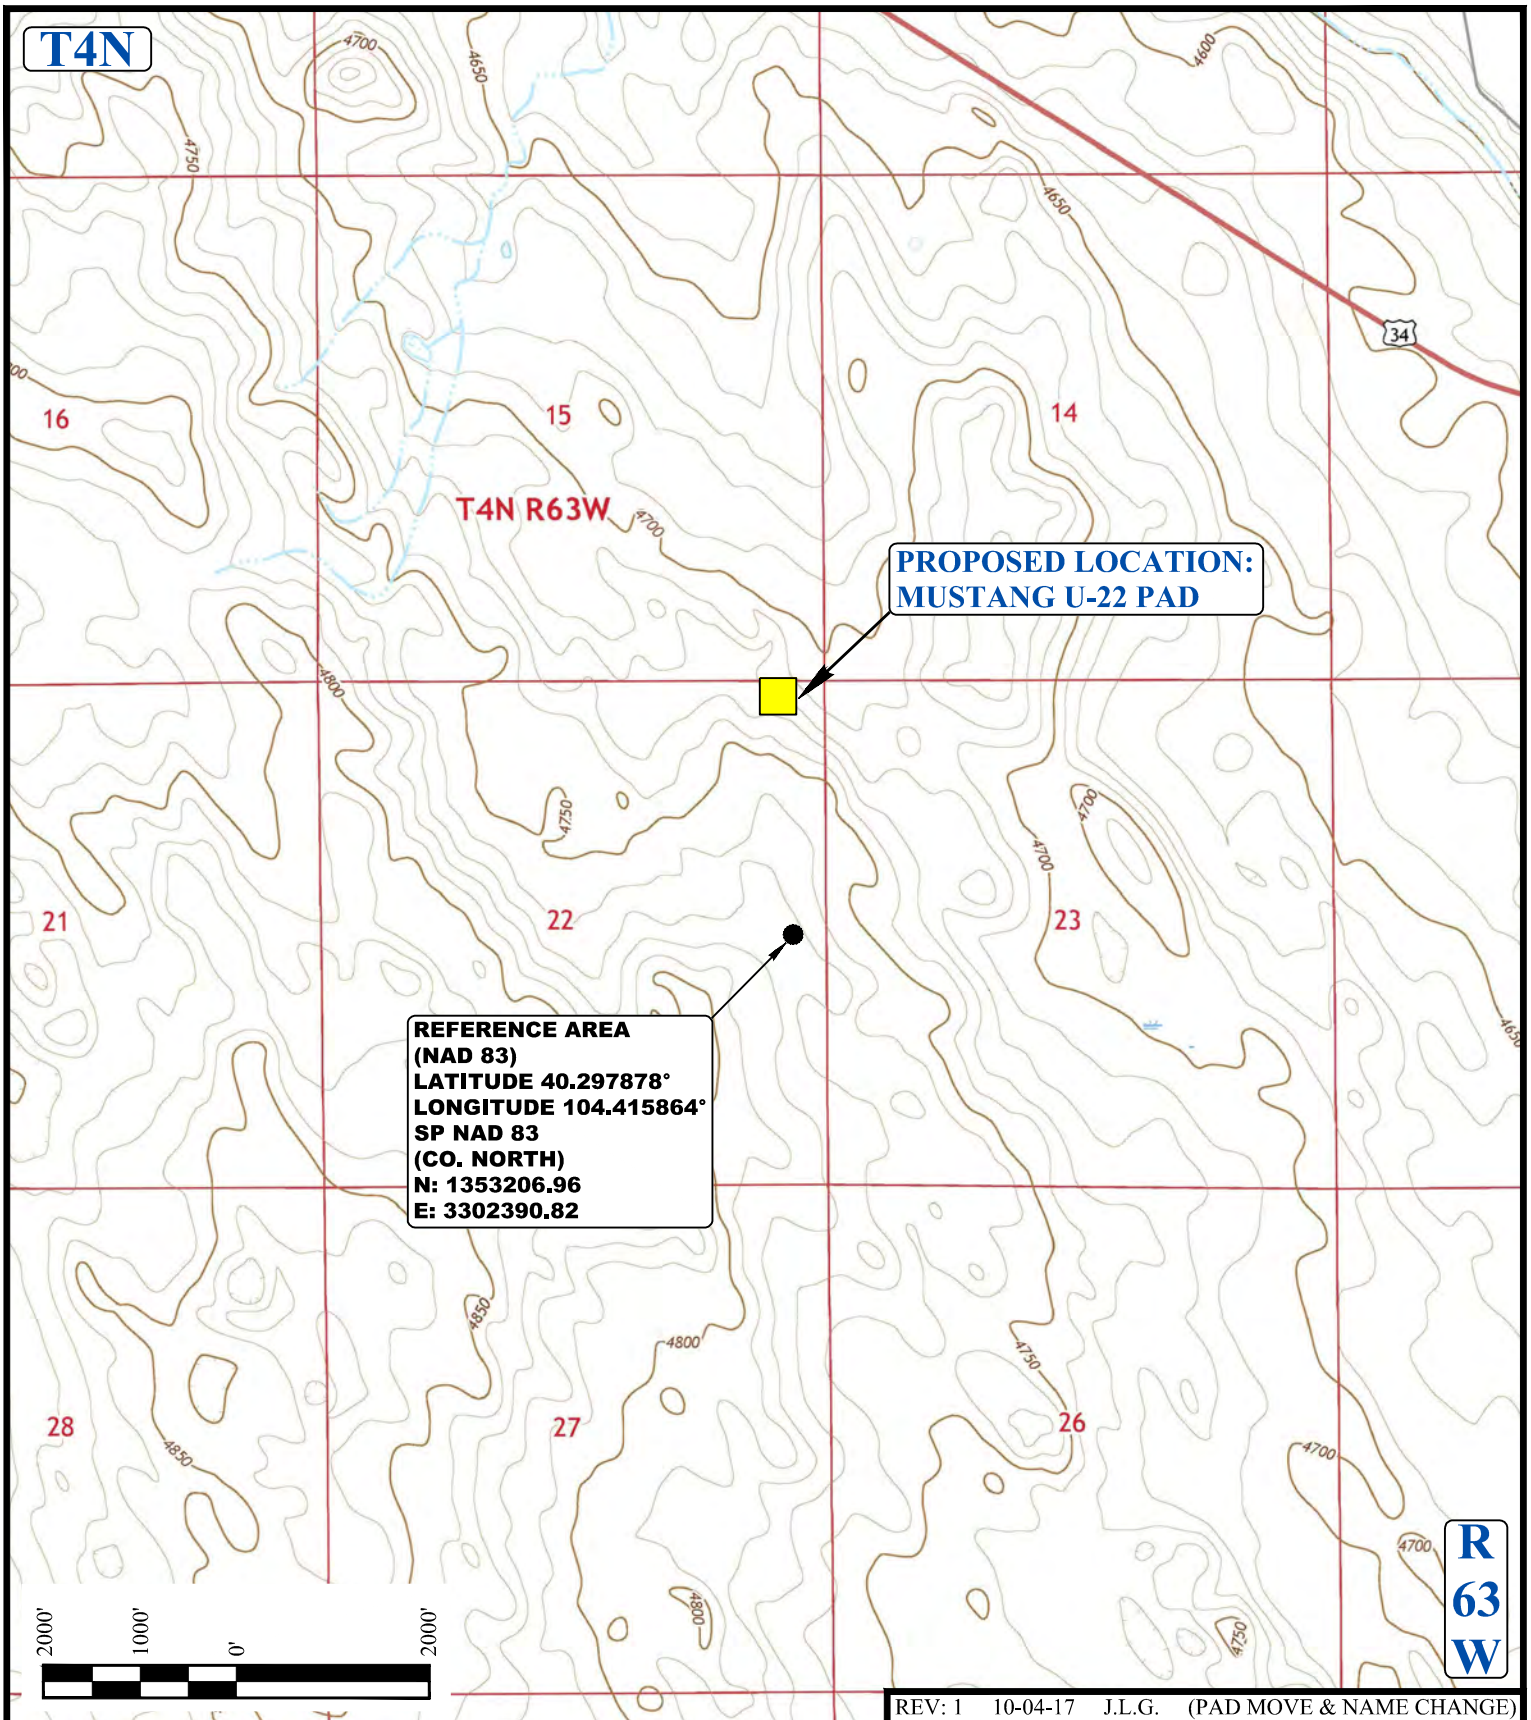 T4N
4700
4650
4600
4750
4650
34
00
16
15
14
T4N R63W
4700
PROPOSED LOCATION:
MUSTANG U-22 PAD
4800
4750
4700
4700
21
22
23
REFERENCE AREA
(NAD 83)
LATITUDE 40.297878°
LONGITUDE 104.415864°
SP NAD 83
(CO. NORTH)
N: 1353206.96
E: 3302390.82
4650
4850
4800
4750
28
27
26
4850
4700
4700
R
63
W
4800
4750
2000'
1000'
0'
2000'
REV: 1 10-04-17 J.L.G. (PAD MOVE & NAME CHANGE)